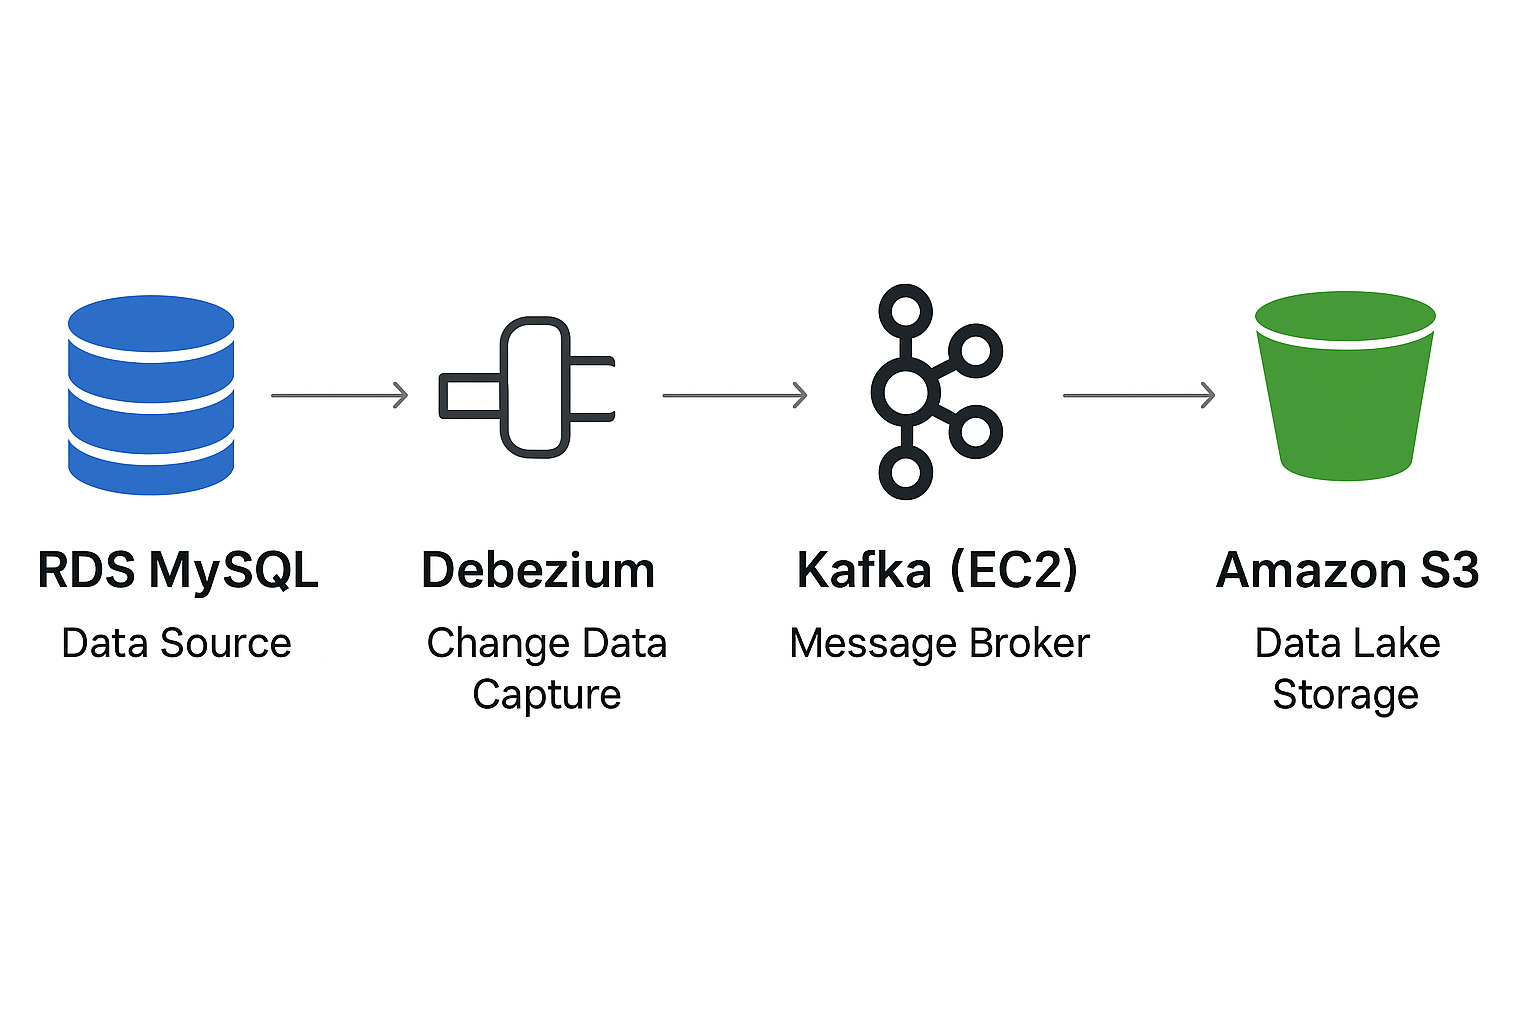 RDS MySQL
Data Source
Debezium
Change Data
Capture
Kafka (EC2)
Message Broker
Amazon S3
Data Lake
Storage